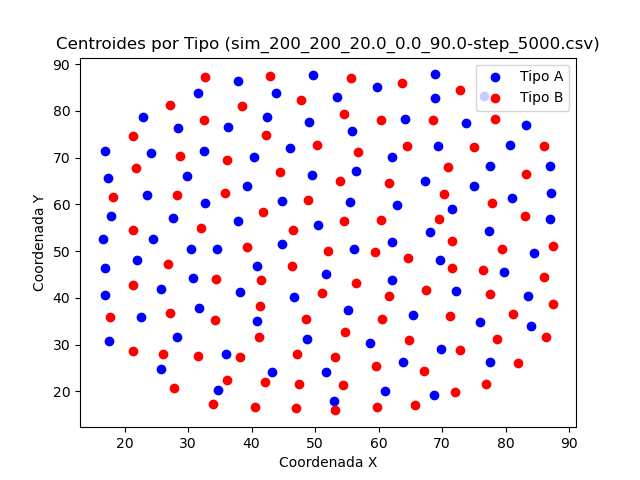 Centroides por Tipo (sim_200_200_20.0_0.0_90.0-step_5000.csv)
Tipo A
Tipo B
90
80
70
60
50
40
30
20
Coordenada Y
20 30 40 50 60 70 80 90
Coordenada X